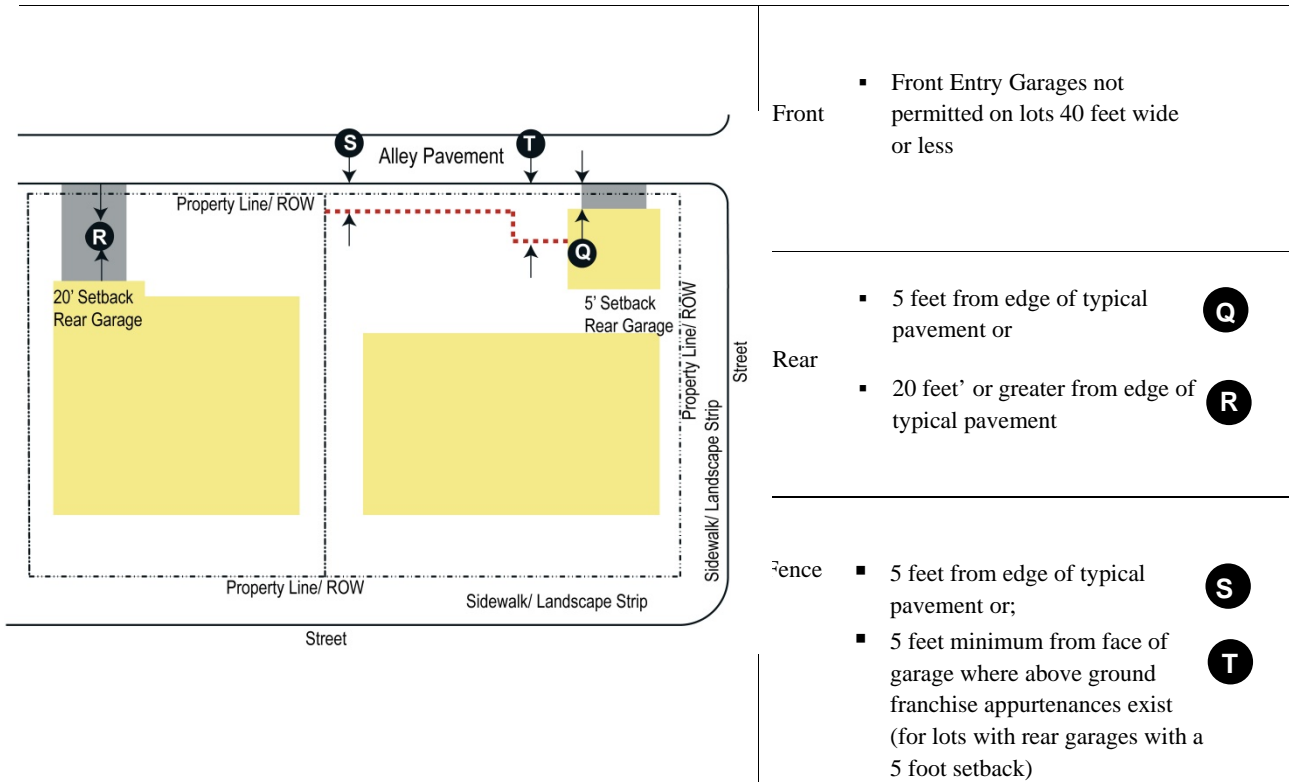 S
T
Alley Pavement
Property Line/ ROW
R
Q
20' Setback
Rear Garage
5' Setback
Rear Garage
Property Line/ ROW
Sidewalk/ Landscape Strip
Street
Property Line/ ROW
Sidewalk/ Landscape Strip
Street
Front
▪ Front Entry Garages not
permitted on lots 40 feet wide
or less
Rear
▪ 5 feet from edge of typical
pavement or
Q
▪ 20 feet’ or greater from edge of
typical pavement
R
Fence
▪ 5 feet from edge of typical
pavement or;
S
▪ 5 feet minimum from face of
garage where above ground
franchise appurtenances exist
(for lots with rear garages with a
5 foot setback)
T